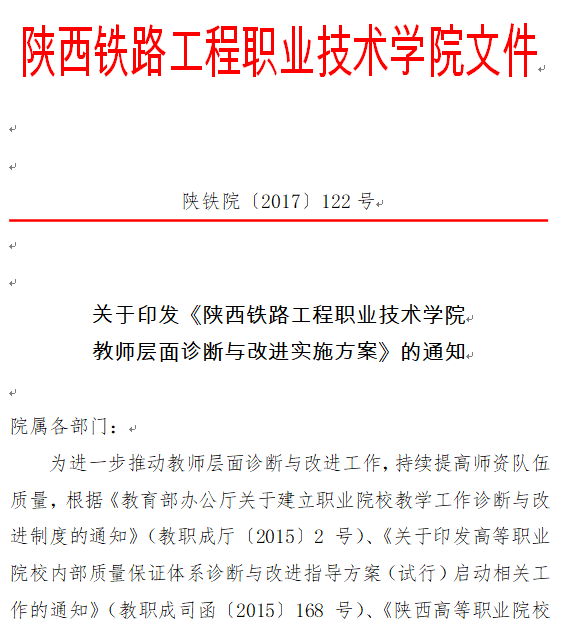 陕西铁路工程职业技术学院文件
陕铁院〔2017〕122 号
关于印发《陕西铁路工程职业技术学院
教师层面诊断与改进实施方案》的通知
院属各部门：
为进一步推动教师层面诊断与改进工作，持续提高师资队伍
质量，根据《教育部办公厅关于建立职业院校教学工作诊断与改
进制度的通知》（教职成厅〔2015〕2 号）、《关于印发高等职业
院校内部质量保证体系诊断与改进指导方案（试行）启动相关工
作的通知》（教职成司函〔2015〕168 号）、《陕西高等职业院校